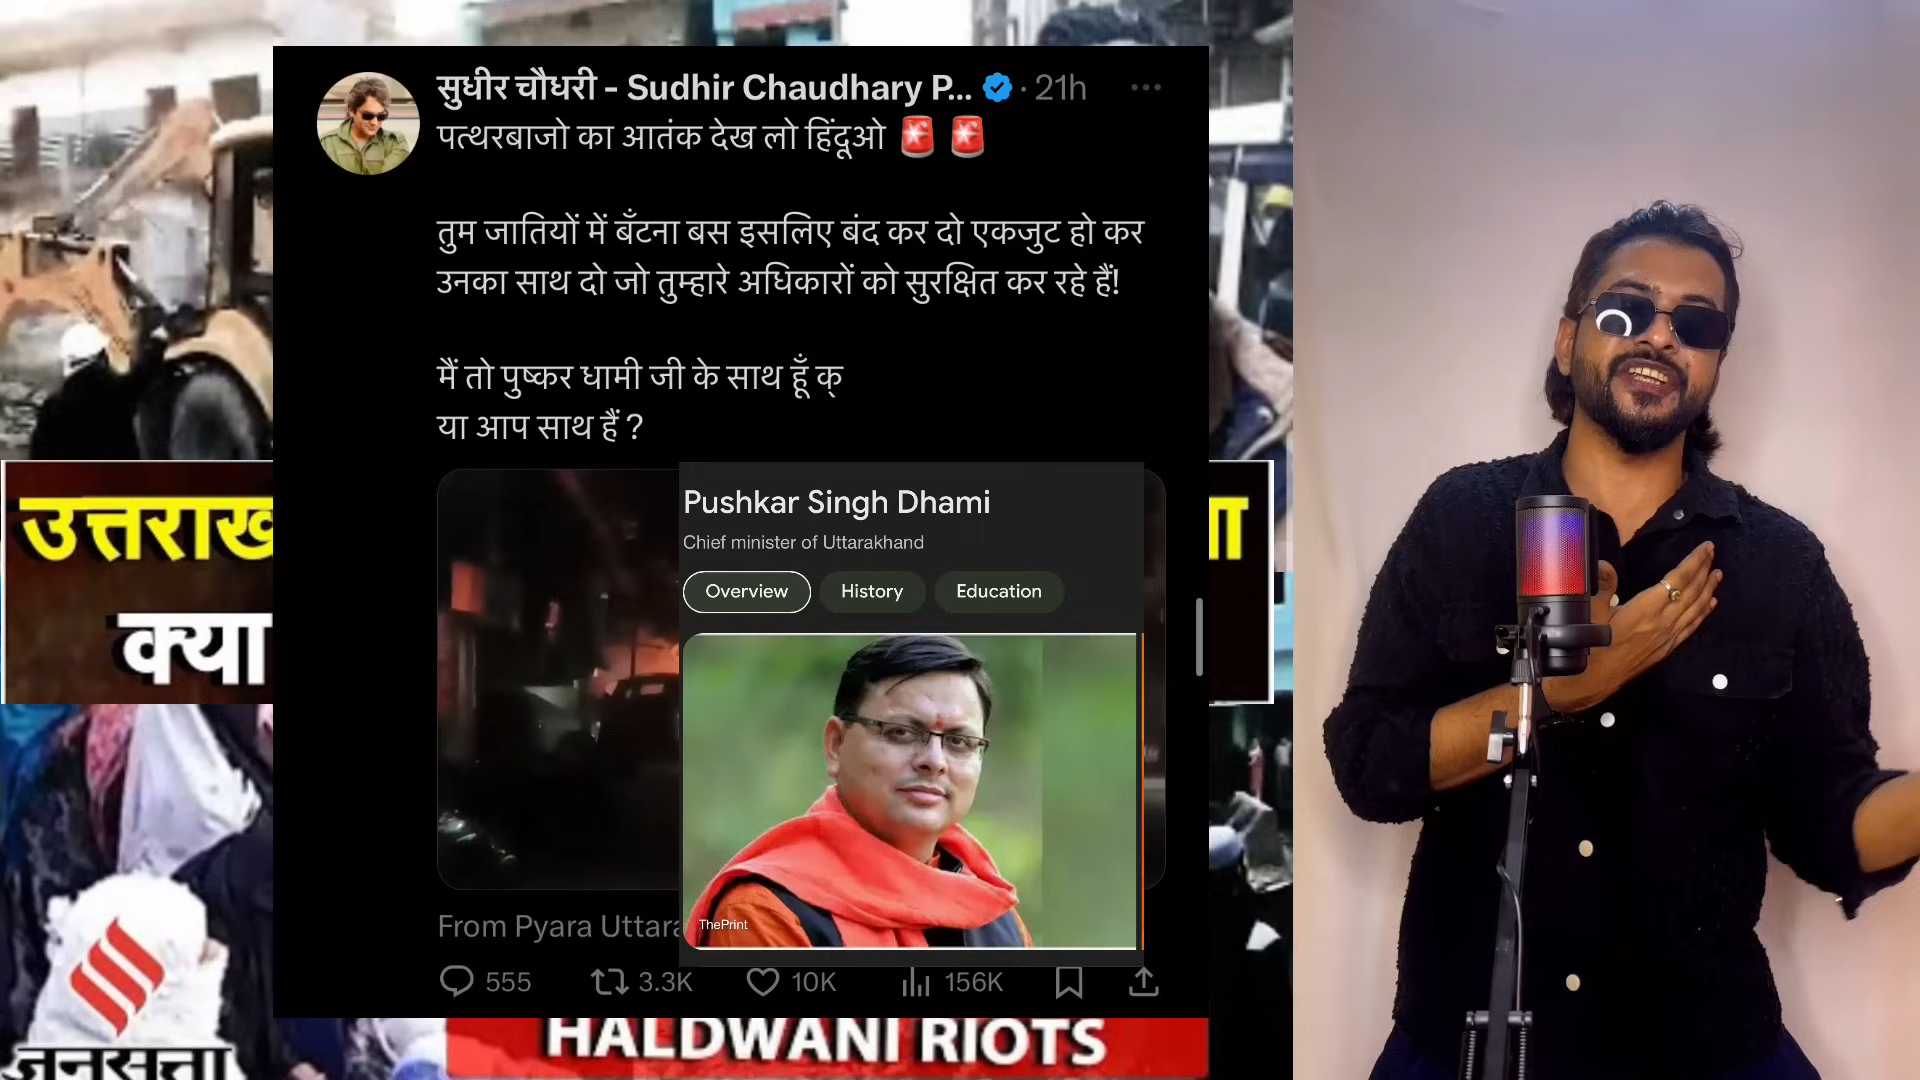 सुधीर चौधरी - Sudhir Chaudhary P... · 21h
पत्थरबाजो का आतंक देख लो हिंदूओ 🚨 🚨
तुम जातियों में बँटना बस इसलिए बंद कर दो एकजुट हो कर
उनका साथ दो जो तुम्हारे अधिकारों को सुरक्षित कर रहे हैं!
मैं तो पुष्कर धामी जी के साथ हूँ क्
या आप साथ हैं ?
उत्तराख
क्या
Pushkar Singh Dhami
Chief minister of Uttarakhand
Overview
History
Education
ThePrint
From Pyara Uttara
555
3.3K
10K
156K
HALDWANI RIOTS
जनसत्ता